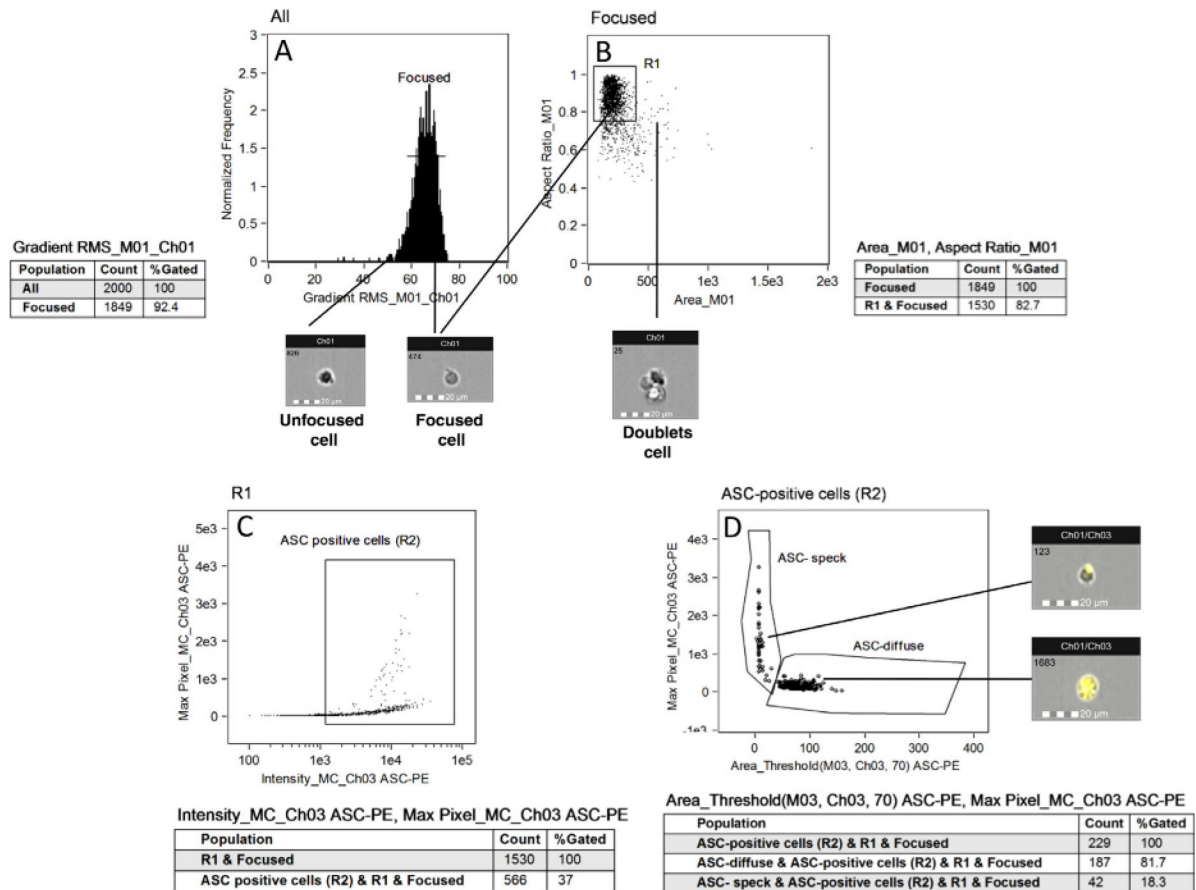 All
Focused
A
B
3
2.5
2
1.5
1
0.5
0
Normalized Frequency
Focused
0 20 40 60 80 100
Gradient RMS_M01_Ch01
R1
1
0.8
0.6
0.4
0.2
0
Aspect Ratio_M01
0 500 1e3 1.5e3 2e3
Area_M01
Gradient RMS_M01_Ch01
Population Count %Gated
All 2000 100
Focused 1849 92.4
Area_M01, Aspect Ratio_M01
Population Count %Gated
Focused 1849 100
R1 & Focused 1530 82.7
Ch01
826
20 µm
Unfocused
cell
Ch01
474
20 µm
Focused
cell
Ch01
25
20 µm
Doublets
cell
R1
C
ASC positive cells (R2)
5e3
4e3
3e3
2e3
1e3
0
Max Pixel_MC_Ch03 ASC-PE
100 1e3 1e4 1e5
Intensity_MC_Ch03 ASC-PE
Intensity_MC_Ch03 ASC-PE, Max Pixel_MC_Ch03 ASC-PE
Population Count %Gated
R1 & Focused 1530 100
ASC positive cells (R2) & R1 & Focused 566 37
ASC-positive cells (R2)
D
ASC- speck
ASC-diffuse
4e3
3e3
2e3
1e3
0
-1e3
Max Pixel_MC_Ch03 ASC-PE
0 100 200 300 400
Area_Threshold(M03, Ch03, 70) ASC-PE
Ch01/Ch03
123
20 µm
Ch01/Ch03
1683
20 µm
Area_Threshold(M03, Ch03, 70) ASC-PE, Max Pixel_MC_Ch03 ASC-PE
Population Count %Gated
ASC-positive cells (R2) & R1 & Focused 229 100
ASC-diffuse & ASC-positive cells (R2) & R1 & Focused 187 81.7
ASC- speck & ASC-positive cells (R2) & R1 & Focused 42 18.3